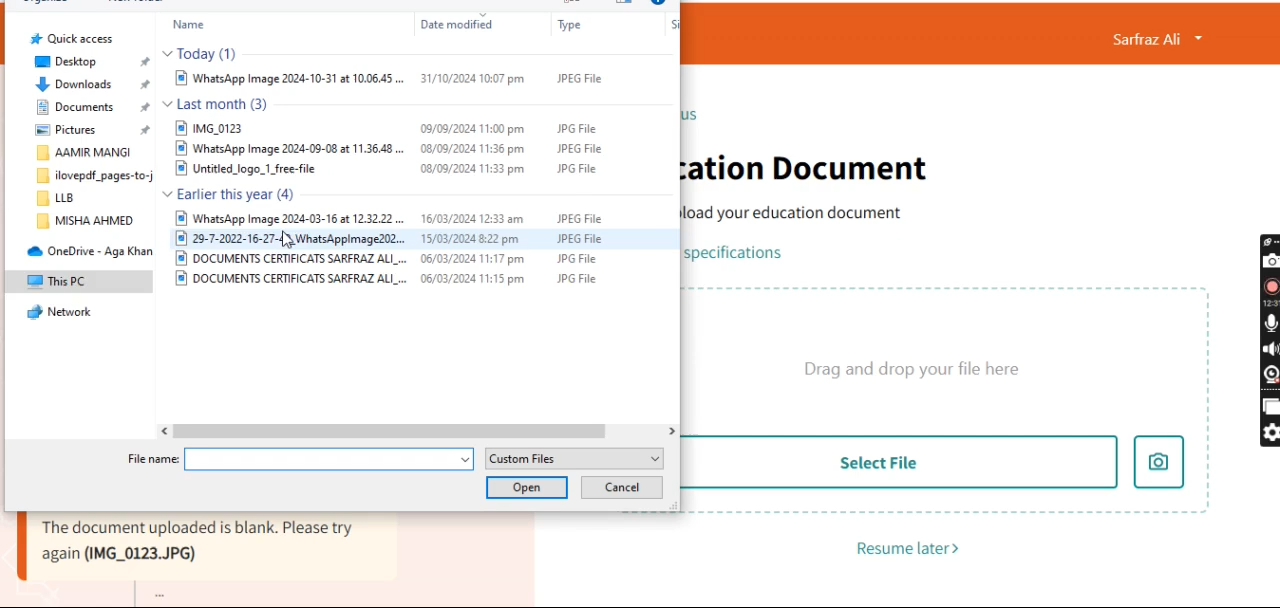 Name Date modified Type
Quick access
Desktop
Downloads
Documents
Pictures
AAMIR MANGI
ilovepdf_pages-to-j
LLB
MISHA AHMED
OneDrive - Aga Khan
This PC
Network
Today (1)
WhatsApp Image 2024-10-31 at 10.06.45 ... 31/10/2024 10:07 pm JPEG File
Last month (3)
IMG_0123 09/09/2024 11:00 pm JPG File
WhatsApp Image 2024-09-08 at 11.36.48 ... 08/09/2024 11:36 pm JPEG File
Untitled_logo_1_free-file 08/09/2024 11:33 pm JPG File
Earlier this year (4)
WhatsApp Image 2024-03-16 at 12.32.22 ... 16/03/2024 12:33 am JPEG File
29-7-2022-16-27- WhatsAppImage202... 15/03/2024 8:22 pm JPEG File
DOCUMENTS CERTIFICATS SARFRAZ ALI_... 06/03/2024 11:17 pm JPG File
DOCUMENTS CERTIFICATS SARFRAZ ALI_... 06/03/2024 11:15 pm JPG File
File name: Custom Files
Open Cancel
Sarfraz Ali
us
cation Document
load your education document
specifications
Drag and drop your file here
Select File
Resume later>
The document uploaded is blank. Please try
again (IMG_0123.JPG)
...